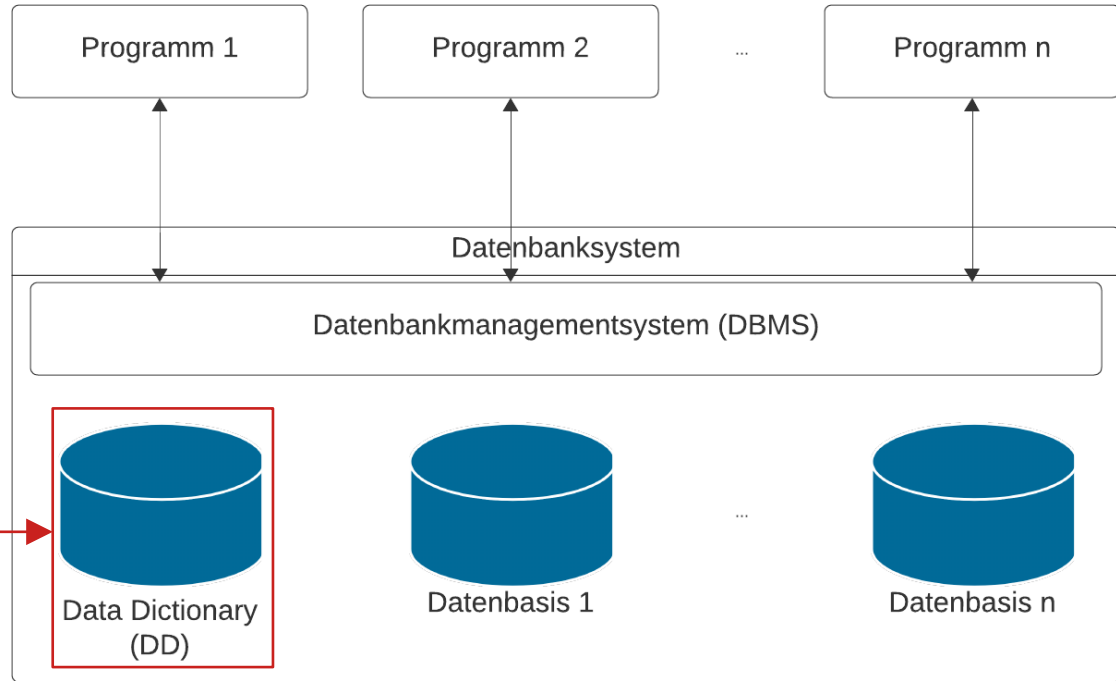 Programm 1
Programm 2
...
Programm n
Datenbanksystem
Datenbankmanagementsystem (DBMS)
Data Dictionary
(DD)
Datenbasis 1
...
Datenbasis n